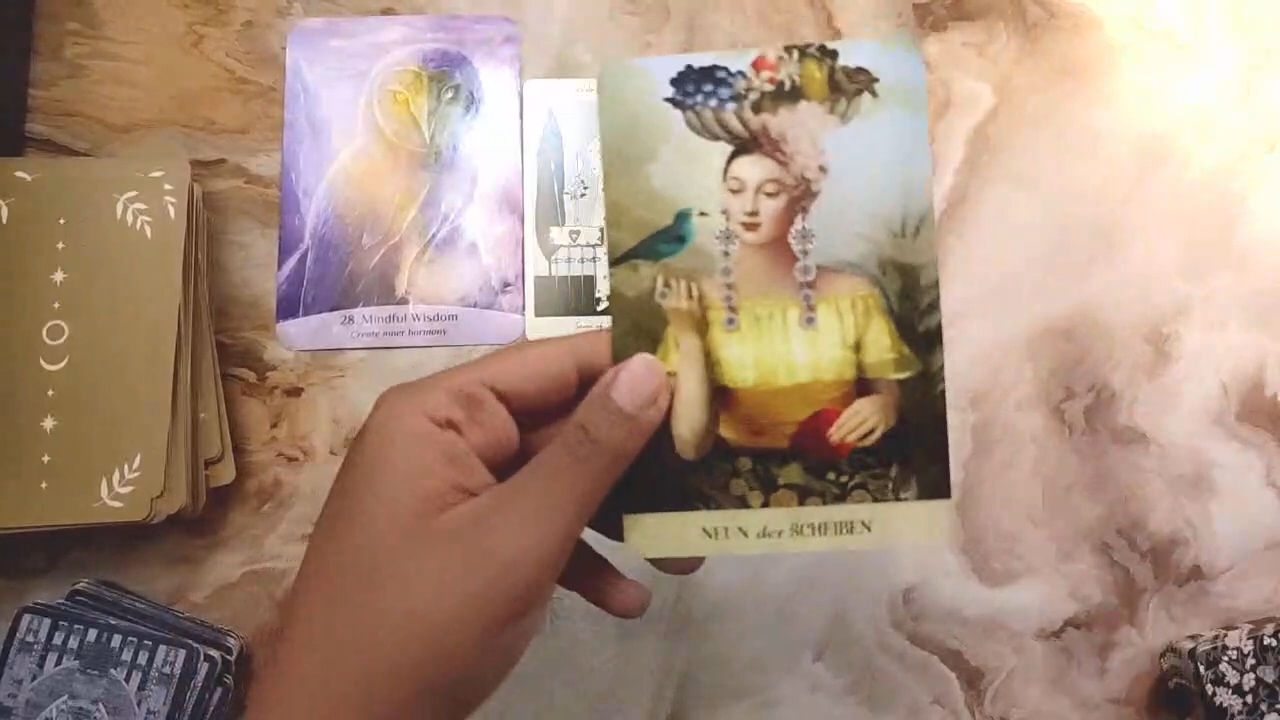 28. Mindful Wisdom
Create inner harmony
NEUN der SCHEIBEN